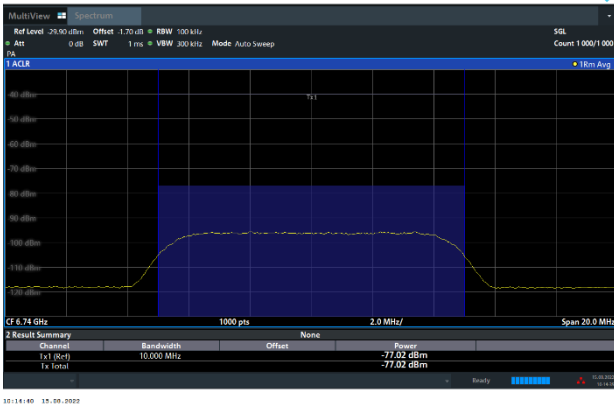 MultiView Spectrum
Ref Level -29.90 dBm Offset -1.70 dB RBW 100 kHz SGL
Att 0 dB SWT 1 ms VBW 300 kHz Mode Auto Sweep Count 1000/1000
PA
1 ACLR 1Rm Avg
Tx1
-40 dBm
-50 dBm
-60 dBm
-70 dBm
-80 dBm
-90 dBm
-100 dBm
-110 dBm
-120 dBm
CF 6.74 GHz 1000 pts 2.0 MHz/ Span 20.0 MHz
2 Result Summary None
Channel Bandwidth Offset Power
Tx1 (Ref) 10.000 MHz -77.02 dBm
Tx Total -77.02 dBm
Ready 15.08.2022
10:14:40 15.08.2022